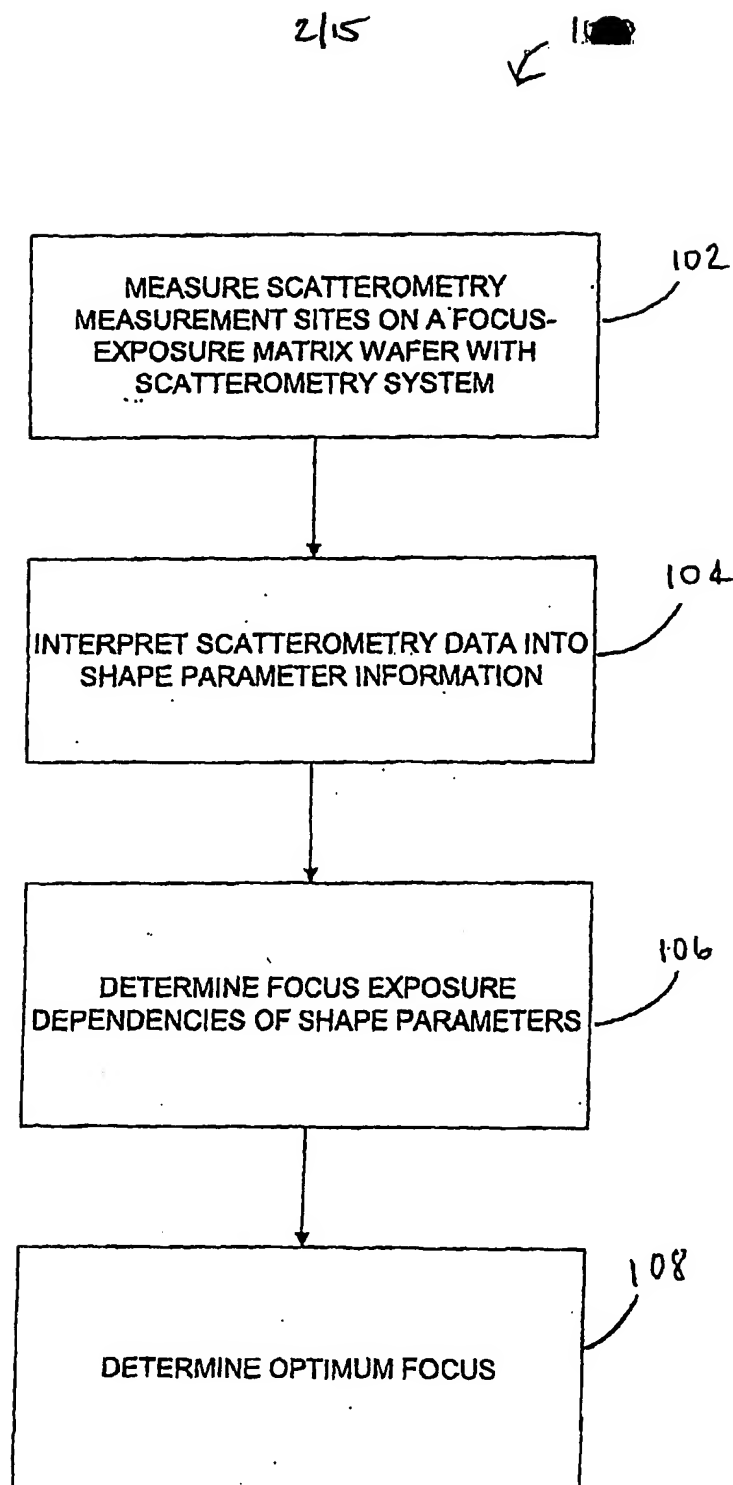 2/15
102
MEASURE SCATTEROMETRY
MEASUREMENT SITES ON A FOCUS-
EXPOSURE MATRIX WAFER WITH
SCATTEROMETRY SYSTEM
104
INTERPRET SCATTEROMETRY DATA INTO
SHAPE PARAMETER INFORMATION
106
DETERMINE FOCUS EXPOSURE
DEPENDENCIES OF SHAPE PARAMETERS
108
DETERMINE OPTIMUM FOCUS